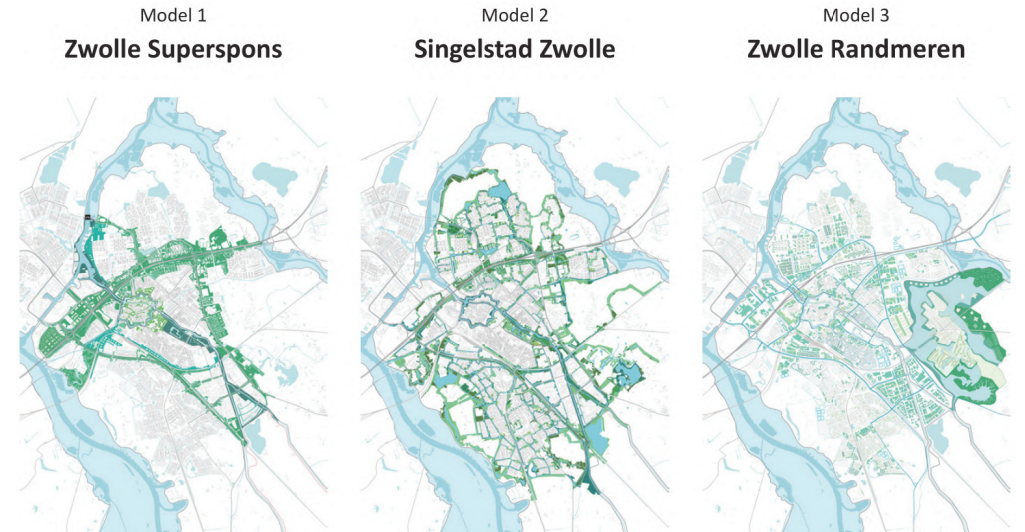 Model 1
Zwolle Superspons
Model 2
Singelstad Zwolle
Model 3
Zwolle Randmeren